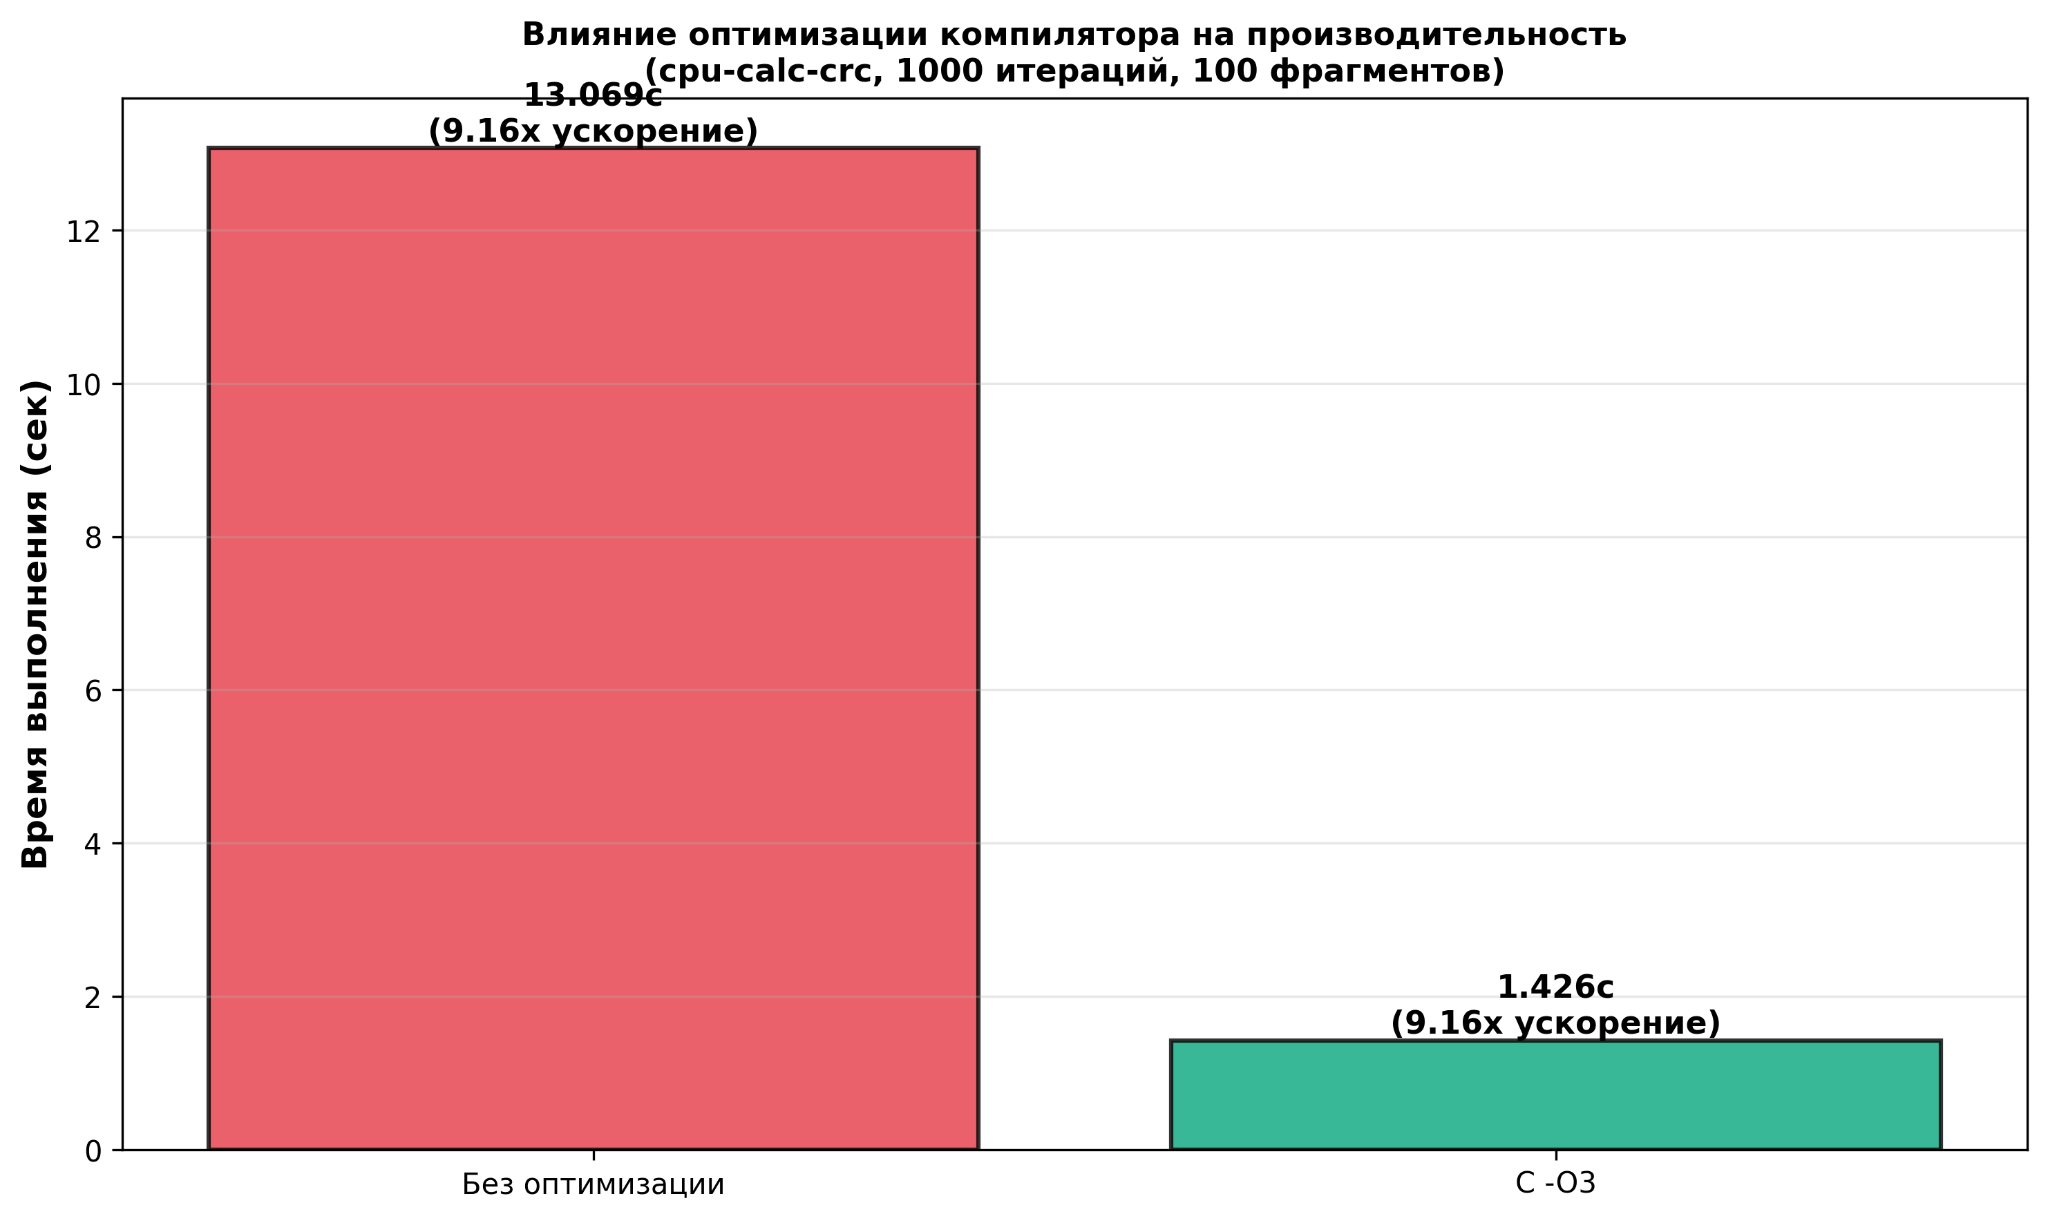 Влияние оптимизации компилятора на производительность
(cpu-calc-crc, 1000 итераций, 100 фрагментов)
13.069с
(9.16x ускорение)
12
10
8
6
4
2
0
Время выполнения (сек)
1.426с
(9.16x ускорение)
Без оптимизации
С -O3